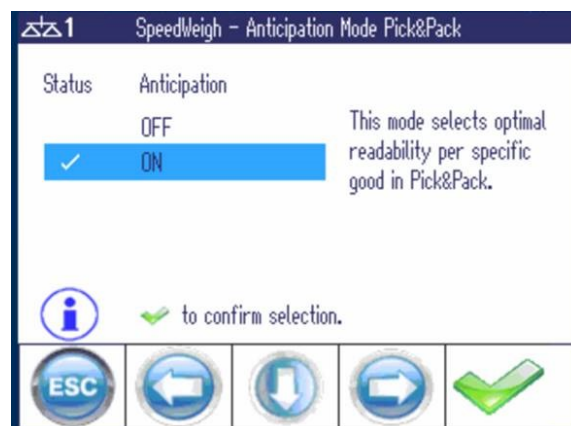 1 SpeedWeigh - Anticipation Mode Pick&Pack
Status Anticipation
OFF
ON
This mode selects optimal
readability per specific
good in Pick&Pack.
to confirm selection.
ESC